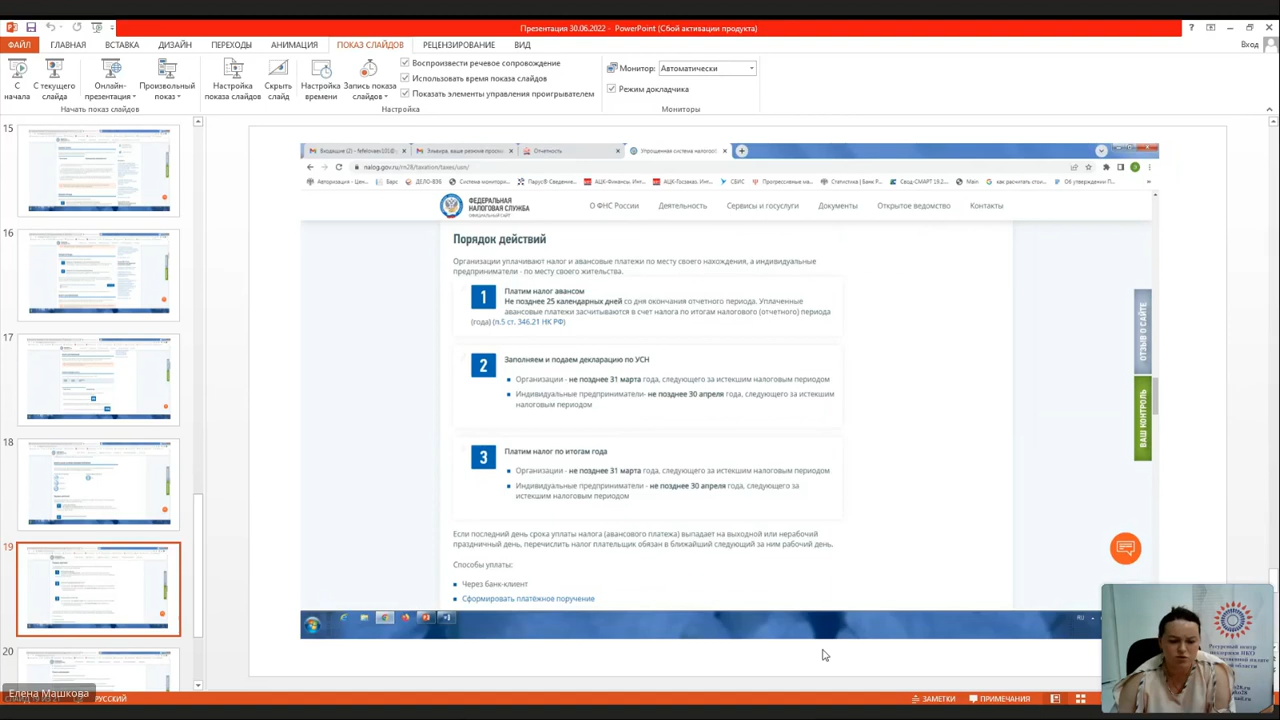 Презентация 30.06.2022 - PowerPoint (Сбой активации продукта)
ФАЙЛ ГЛАВНАЯ ВСТАВКА ДИЗАЙН ПЕРЕХОДЫ АНИМАЦИЯ ПОКАЗ СЛАЙДОВ РЕЦЕНЗИРОВАНИЕ ВИД
Вход
С начала
С текущего слайда
Онлайн-презентация
Произвольный показ
Начать показ слайдов
Настройка показа слайдов
Скрыть слайд
Настройка времени
Запись показа слайдов
Воспроизвести речевое сопровождение
Использовать время показа слайдов
Показать элементы управления проигрывателем
Настройка
Монитор: Автоматически
Режим докладчика
Мониторы
15
16
17
18
19
20
Отчетность
nalog.gov.ru/rn28/taxation/taxes/usn/
ФЕДЕРАЛЬНАЯ
НАЛОГОВАЯ СЛУЖБА
ОФИЦИАЛЬНЫЙ САЙТ
О ФНС России Деятельность Сервисы и госуслуги Документы Открытое ведомство Контакты
Порядок действий
Организации уплачивают налог и авансовые платежи по месту своего нахождения, а индивидуальные
предприниматели - по месту своего жительства.
1
Платим налог авансом
Не позднее 25 календарных дней со дня окончания отчетного периода. Уплаченные
авансовые платежи засчитываются в счет налога по итогам налогового (отчетного) периода
(года) (п.5 ст. 346.21 НК РФ)
2
Заполняем и подаем декларацию по УСН
Организации - не позднее 31 марта года, следующего за истекшим налоговым периодом
Индивидуальные предприниматели- не позднее 30 апреля года, следующего за истекшим
налоговым периодом
3
Платим налог по итогам года
Организации - не позднее 31 марта года, следующего за истекшим налоговым периодом
Индивидуальные предприниматели - не позднее 30 апреля года, следующего за
истекшим налоговым периодом
Если последний день срока уплаты налога (авансового платежа) выпадает на выходной или нерабочий
праздничный день, перечислить налог плательщик обязан в ближайший следующий за ним рабочий день.
Способы уплаты:
Через банк-клиент
Сформировать платёжное поручение
ОТЗЫВ О САЙТЕ
ВАШ КОНТРОЛЬ
RU
Елена Машкова
РУССКИЙ
ЗАМЕТКИ ПРИМЕЧАНИЯ